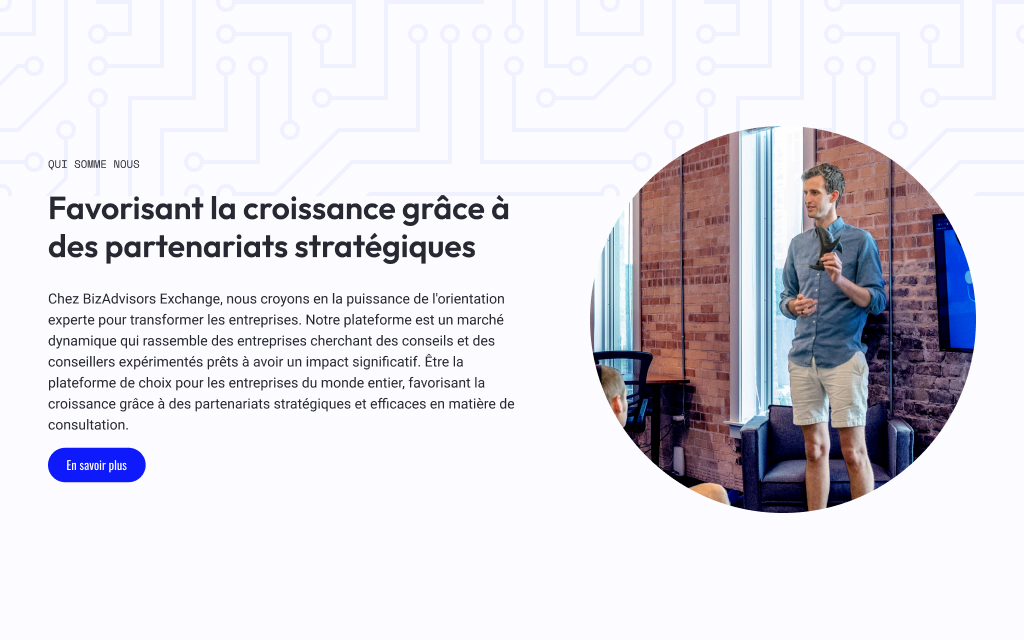 QUI SOMME NOUS
Favorisant la croissance grâce à
des partenariats stratégiques
Chez BizAdvisors Exchange, nous croyons en la puissance de l'orientation
experte pour transformer les entreprises. Notre plateforme est un marché
dynamique qui rassemble des entreprises cherchant des conseils et des
conseillers expérimentés prêts à avoir un impact significatif. Être la
plateforme de choix pour les entreprises du monde entier, favorisant la
croissance grâce à des partenariats stratégiques et efficaces en matière de
consultation.
En savoir plus